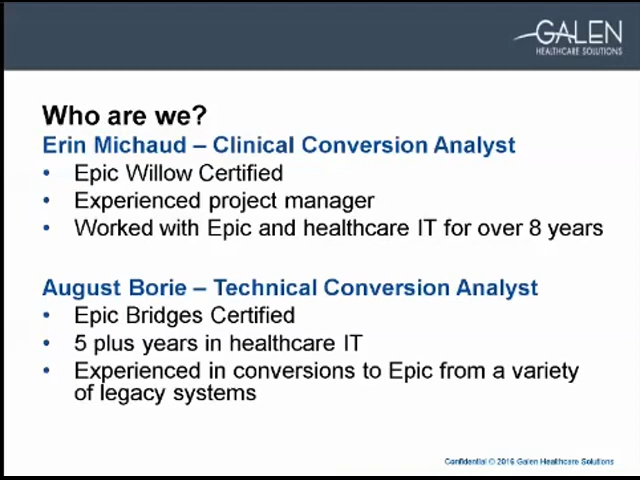 GALEN
HEALTHCARE SOLUTIONS
Who are we?
Erin Michaud – Clinical Conversion Analyst
• Epic Willow Certified
• Experienced project manager
• Worked with Epic and healthcare IT for over 8 years
August Borie – Technical Conversion Analyst
• Epic Bridges Certified
• 5 plus years in healthcare IT
• Experienced in conversions to Epic from a variety
of legacy systems
Confidential © 2016 Galen Healthcare Solutions